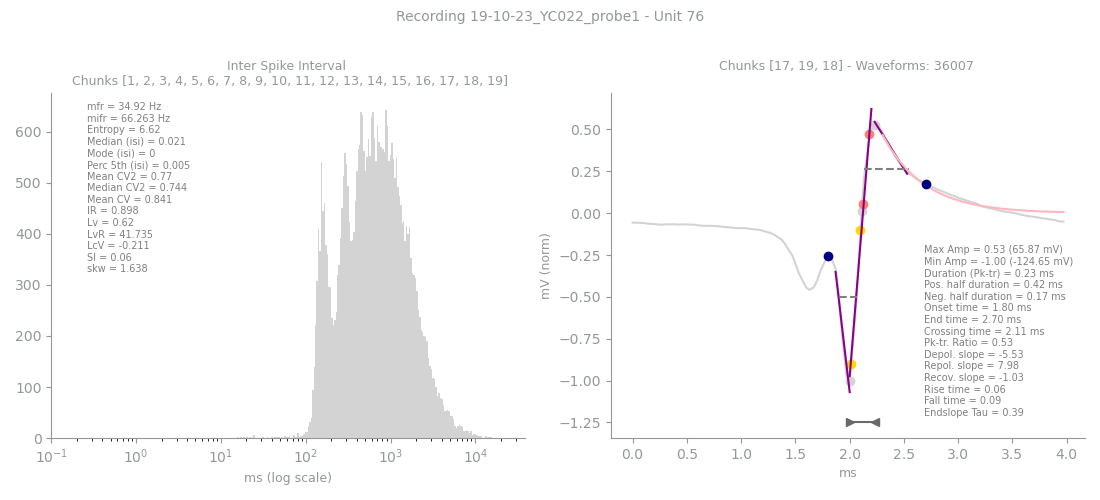 Recording 19-10-23_YC022_probe1 - Unit 76
Inter Spike Interval
Chunks [1, 2, 3, 4, 5, 6, 7, 8, 9, 10, 11, 12, 13, 14, 15, 16, 17, 18, 19]
mfr = 34.92 Hz
mifr = 66.263 Hz
Entropy = 6.62
Median (isi) = 0.021
Mode (isi) = 0
Perc 5th (isi) = 0.005
Mean CV2 = 0.77
Median CV2 = 0.744
Mean CV = 0.841
IR = 0.898
Lv = 0.62
LvR = 41.735
LcV = -0.211
SI = 0.06
skw = 1.638
600
500
400
300
200
100
0
10⁻¹ 10⁰ 10¹ 10² 10³ 10⁴
ms (log scale)
Chunks [17, 19, 18] - Waveforms: 36007
mV (norm)
0.50
0.25
0.00
−0.25
−0.50
−0.75
−1.00
−1.25
Max Amp = 0.53 (65.87 mV)
Min Amp = -1.00 (-124.65 mV)
Duration (Pk-tr) = 0.23 ms
Pos. half duration = 0.42 ms
Neg. half duration = 0.17 ms
Onset time = 1.80 ms
End time = 2.70 ms
Crossing time = 2.11 ms
Pk-tr. Ratio = 0.53
Depol. slope = -5.53
Repol. slope = 7.98
Recov. slope = -1.03
Rise time = 0.06
Fall time = 0.09
Endslope Tau = 0.39
0.0 0.5 1.0 1.5 2.0 2.5 3.0 3.5 4.0
ms